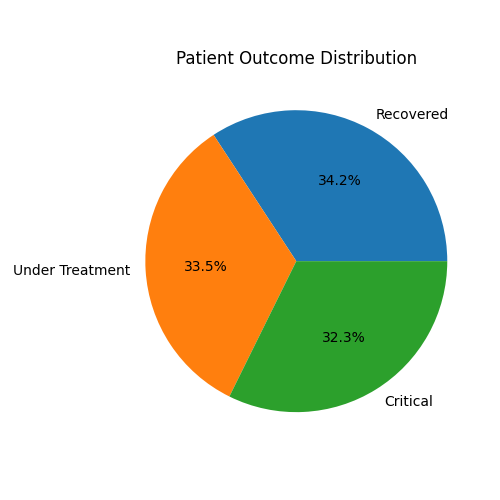 Patient Outcome Distribution
Recovered
34.2%
Under Treatment
33.5%
32.3%
Critical